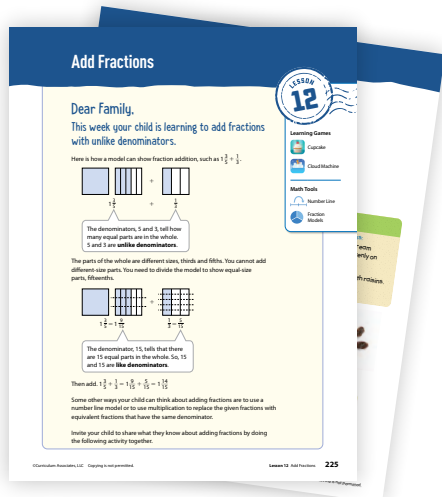 Add Fractions
LESSON
12
Dear Family,
This week your child is learning to add fractions
with unlike denominators.
Here is how a model can show fraction addition, such as 1 3/5 + 1/3.
+
1 3/5 + 1/3
The denominators, 5 and 3, tell how
many equal parts are in the whole.
5 and 3 are unlike denominators.
The parts of the whole are different sizes, thirds and fifths. You cannot add
different-size parts. You need to divide the model to show equal-size
parts, fifteenths.
+
1 3/5 = 1 9/15 1/3 = 5/15
The denominator, 15, tells that there
are 15 equal parts in the whole. So, 15
and 15 are like denominators.
Then add. 1 3/5 + 1/3 = 1 9/15 + 5/15 = 1 14/15
Some other ways your child can think about adding fractions are to use a
number line model or to use multiplication to replace the given fractions with
equivalent fractions that have the same denominator.
Invite your child to share what they know about adding fractions by doing
the following activity together.
Learning Games
Cupcake
Cloud Machine
Math Tools
Number Line
Fraction
Models
©Curriculum Associates, LLC Copying is not permitted.
Lesson 12 Add Fractions 225
raisins.